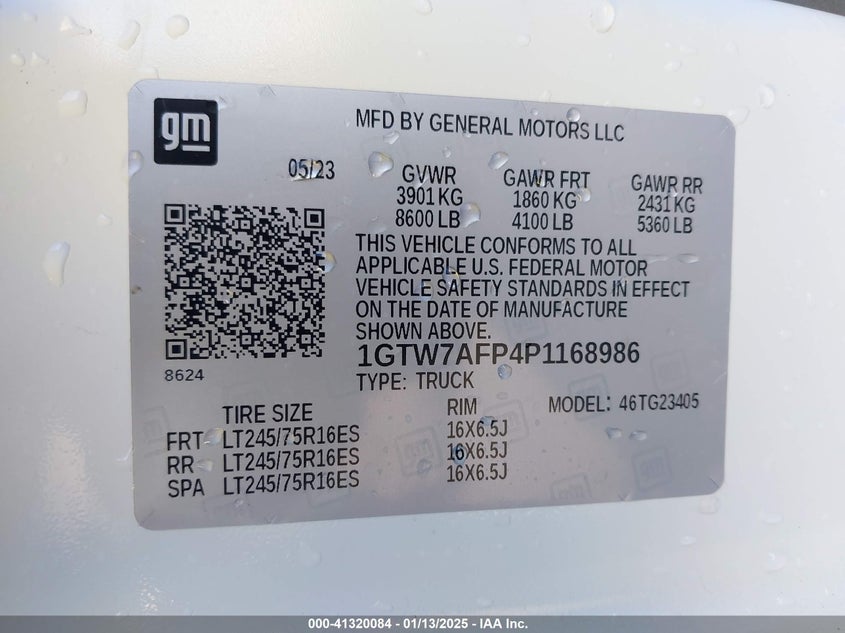 gm
MFD BY GENERAL MOTORS LLC
05/23
GVWR GAWR FRT GAWR RR
3901 KG 1860 KG 2431 KG
8600 LB 4100 LB 5360 LB
THIS VEHICLE CONFORMS TO ALL
APPLICABLE U.S. FEDERAL MOTOR
VEHICLE SAFETY STANDARDS IN EFFECT
ON THE DATE OF MANUFACTURE
SHOWN ABOVE.
1GTW7AFP4P1168986
8624
TYPE: TRUCK
TIRE SIZE RIM MODEL: 46TG23405
FRT LT245/75R16ES 16X6.5J
RR LT245/75R16ES 16X6.5J
SPA LT245/75R16ES 16X6.5J
000-41320084 - 01/13/2025 - IAA Inc.